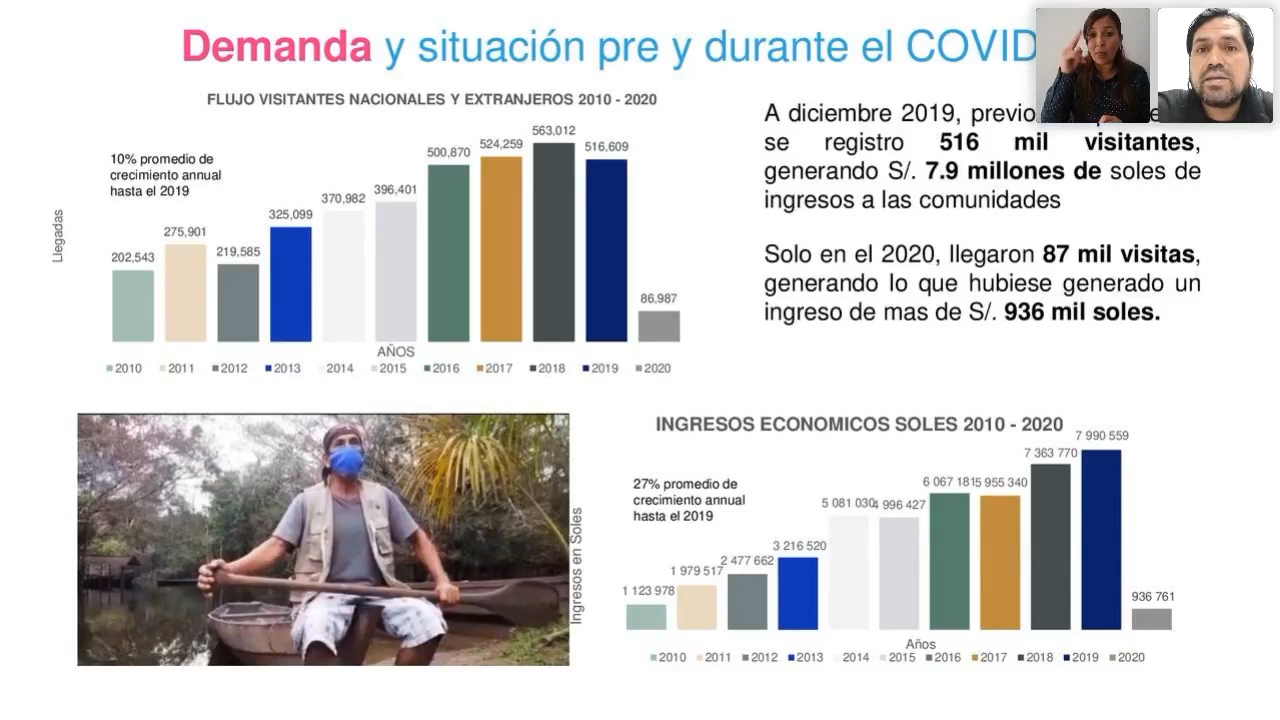 Demanda y situación pre y durante el COVID
FLUJO VISITANTES NACIONALES Y EXTRANJEROS 2010 - 2020
10% promedio de
crecimiento annual
hasta el 2019
Llegadas
202,543
275,901
219,585
325,099
370,982
396,401
500,870
524,259
563,012
516,609
86,987
AÑOS
2010 2011 2012 2013 2014 2015 2016 2017 2018 2019 2020
A diciembre 2019, previo
se registro 516 mil visitantes,
generando S/. 7.9 millones de soles de
ingresos a las comunidades
Solo en el 2020, llegaron 87 mil visitas,
generando lo que hubiese generado un
ingreso de mas de S/. 936 mil soles.
INGRESOS ECONOMICOS SOLES 2010 - 2020
27% promedio de
crecimiento annual
hasta el 2019
Ingresos en Soles
1 123 978
1 979 517
2 477 662
3 216 520
5 081 030
4 996 427
6 067 181
5 955 340
7 363 770
7 990 559
936 761
Años
2010 2011 2012 2013 2014 2015 2016 2017 2018 2019 2020